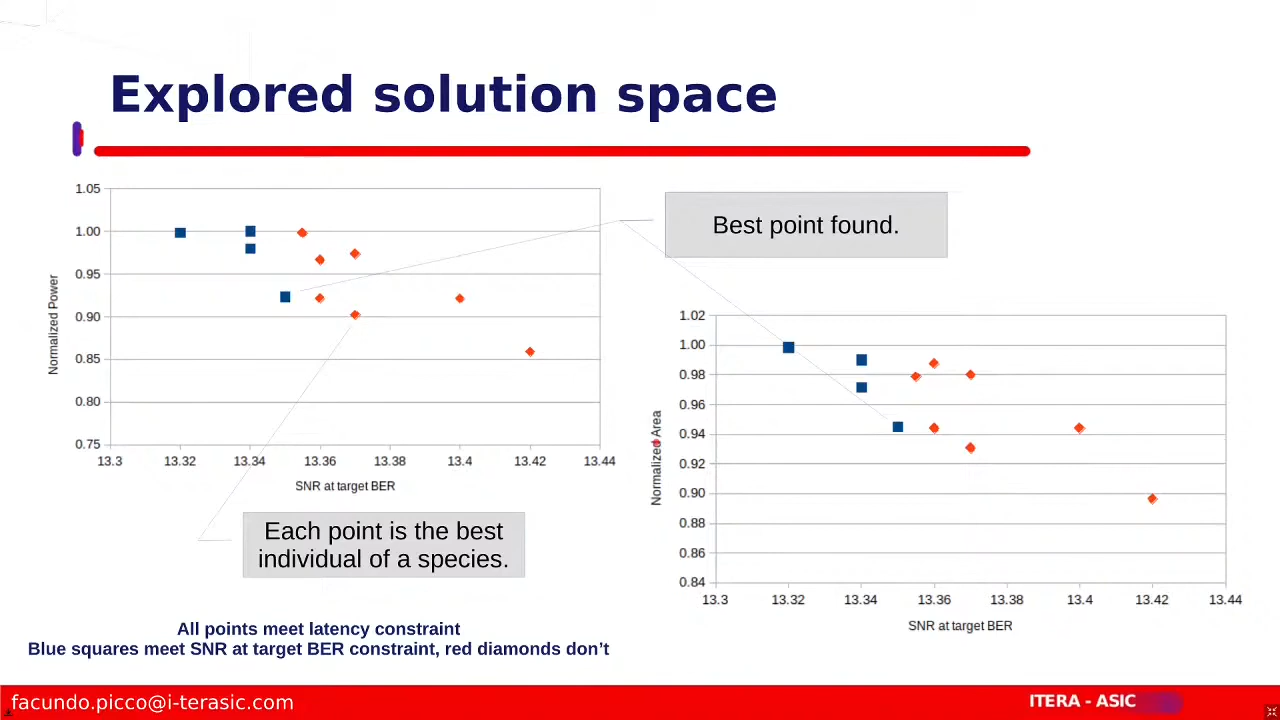 Explored solution space
1.05
1.00
0.95
0.90
0.85
0.80
0.75
Normalized Power
13.3 13.32 13.34 13.36 13.38 13.4 13.42 13.44
SNR at target BER
Best point found.
Each point is the best
individual of a species.
1.02
1.00
0.98
0.96
0.94
0.92
0.90
0.88
0.86
0.84
Normalized Area
13.3 13.32 13.34 13.36 13.38 13.4 13.42 13.44
SNR at target BER
All points meet latency constraint
Blue squares meet SNR at target BER constraint, red diamonds don’t
facundo.picco@i-terasic.com
ITERA - ASIC